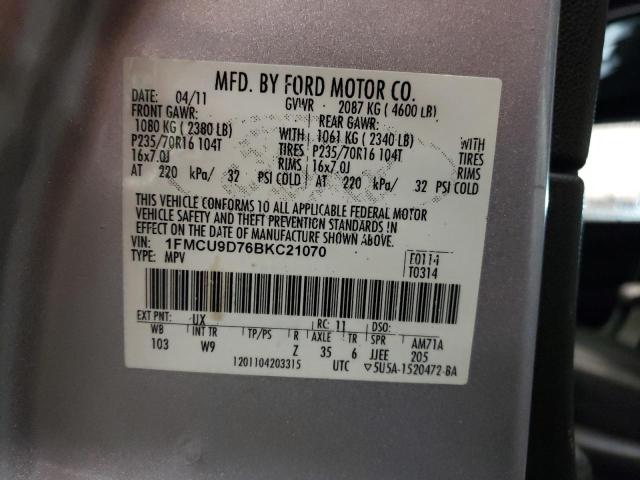 MFD. BY FORD MOTOR CO.
DATE: 04/11 GVWR: 2087 KG ( 4600 LB)
FRONT GAWR: REAR GAWR:
1080 KG ( 2380 LB) WITH 1061 KG ( 2340 LB) WITH
P235/70R16 104T TIRES P235/70R16 104T TIRES
16x7.0J RIMS 16x7.0J RIMS
AT 220 kPa/ 32 PSI COLD AT 220 kPa/ 32 PSI COLD
THIS VEHICLE CONFORMS TO ALL APPLICABLE FEDERAL MOTOR
VEHICLE SAFETY AND THEFT PREVENTION STANDARDS IN
EFFECT ON THE DATE OF MANUFACTURE SHOWN ABOVE.
VIN: 1FMCU9D76BKC21070 F0114
TYPE: MPV T0314
EXT PNT: UX RC: 11 DSO:
WB INT TR TP/PS R AXLE TR SPR AM71A
103 W9 Z 35 6 JJEE 205
1201104203315 UTC ▽5U5A-1520472-BA